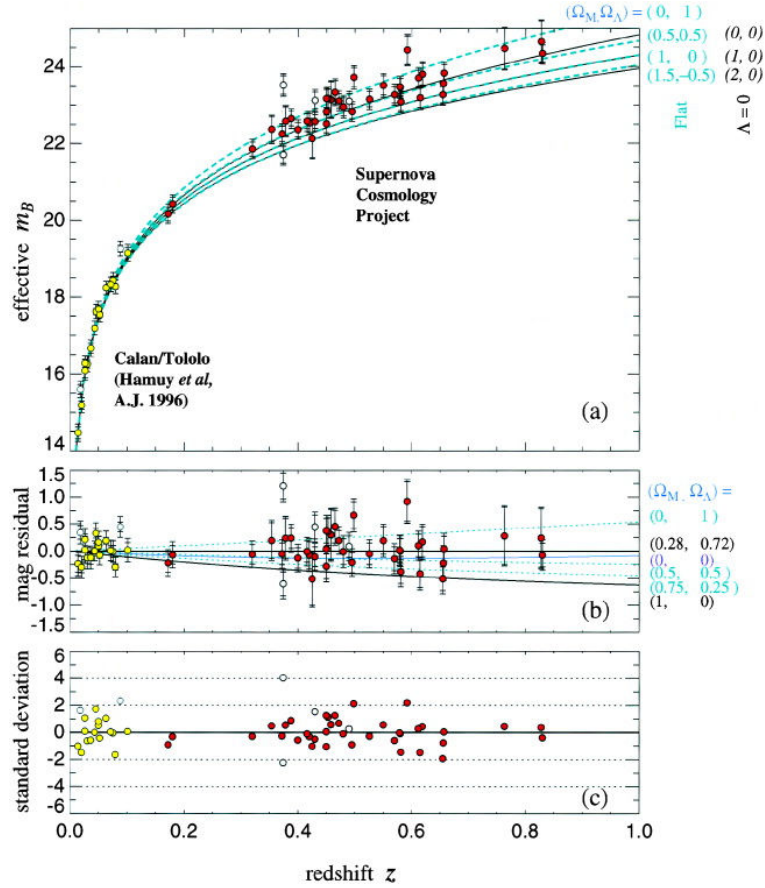 (ΩM,ΩΛ) = ( 0, 1 )
(0.5,0.5) (0, 0)
( 1, 0 ) (1, 0)
(1.5,–0.5) (2, 0)
Flat
Λ = 0
24
22
20
18
16
14
effective mB
Supernova
Cosmology
Project
Calan/Tololo
(Hamuy et al,
A.J. 1996)
(a)
1.5
1.0
0.5
0.0
-0.5
-1.0
-1.5
mag residual
(b)
(ΩM , ΩΛ) =
(0, 1 )
(0.28, 0.72)
(0, 0 )
(0.5, 0.5 )
(0.75, 0.25 )
(1, 0)
6
4
2
0
-2
-4
-6
standard deviation
(c)
0.0 0.2 0.4 0.6 0.8 1.0
redshift z